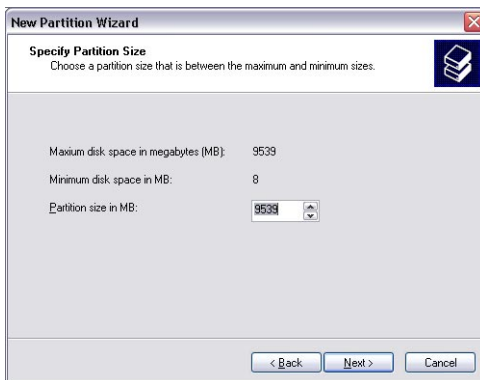 New Partition Wizard
Specify Partition Size
Choose a partition size that is between the maximum and minimum sizes.
Maxium disk space in megabytes (MB): 9539
Minimum disk space in MB: 8
Partition size in MB: 9539
< Back Next > Cancel